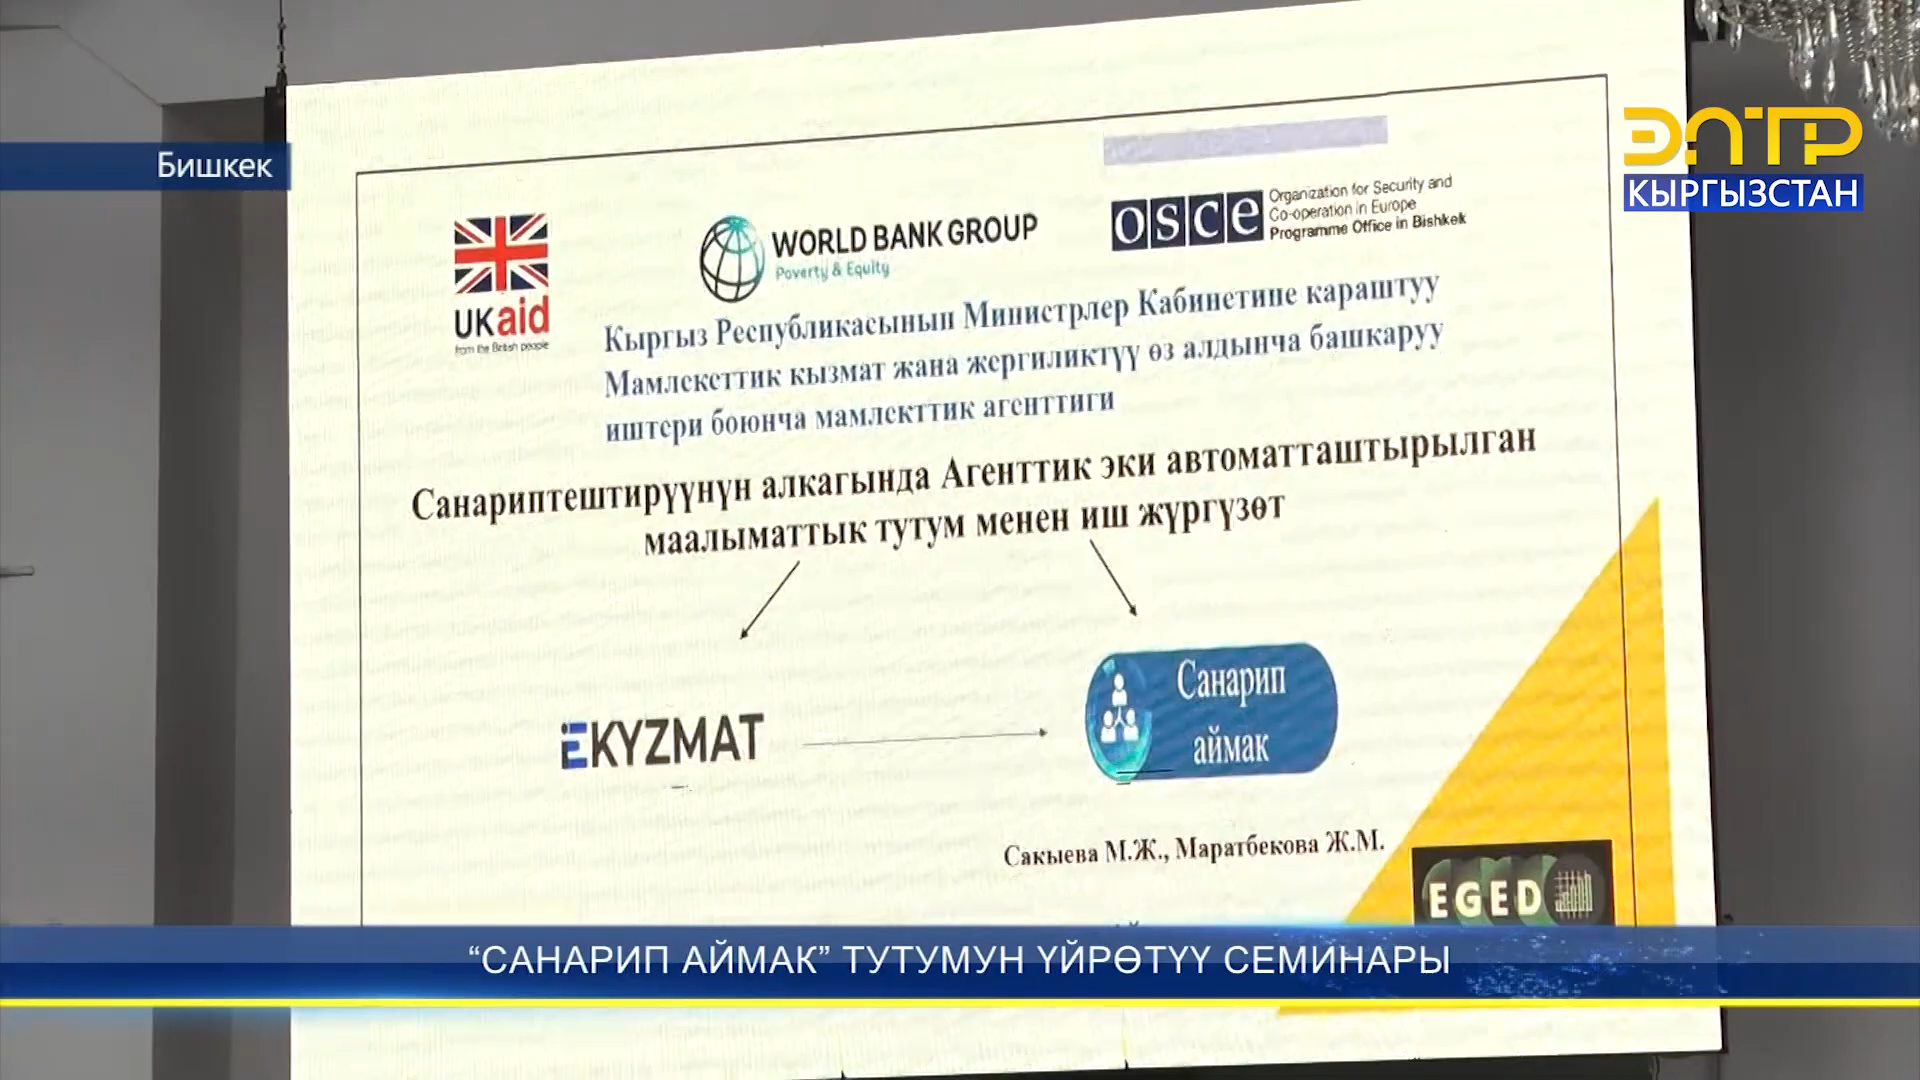 Бишкек
ЭЛТР
КЫРГЫЗСТАН
UKaid
from the British people
WORLD BANK GROUP
Poverty & Equity
osce
Organization for Security and
Co-operation in Europe
Programme Office in Bishkek
Кыргыз Республикасынын Министрлер Кабинетине караштуу
Мамлекеттик кызмат жана жергиликтүү өз алдынча башкаруу
иштери боюнча мамлекттик агенттиги
Санариптештирүүнүн алкагында Агенттик эки автоматташтырылган
маалыматтык тутум менен иш жүргүзөт
EKYZMAT
Санарип
аймак
Сакыева М.Ж., Маратбекова Ж.М.
EGED
“САНАРИП АЙМАК” ТУТУМУН ҮЙРӨТҮҮ СЕМИНАРЫ